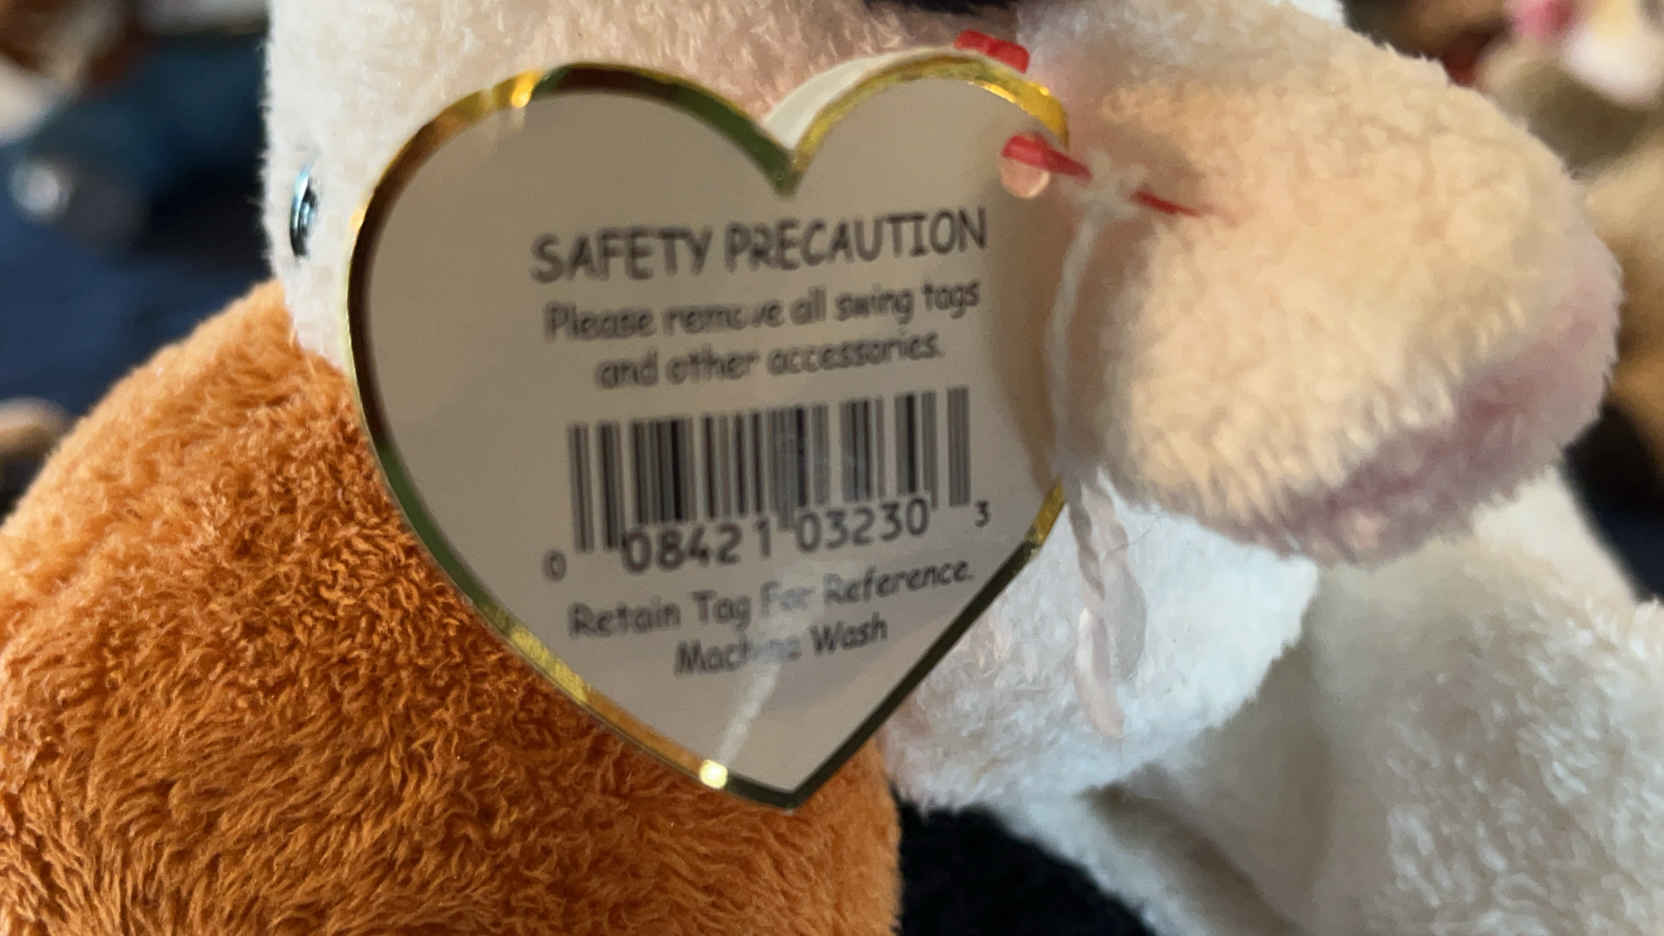 SAFETY PRECAUTION
Please remove all swing tags
and other accessories.
0 08421 03230 3
Retain Tag For Reference.
Machine Wash